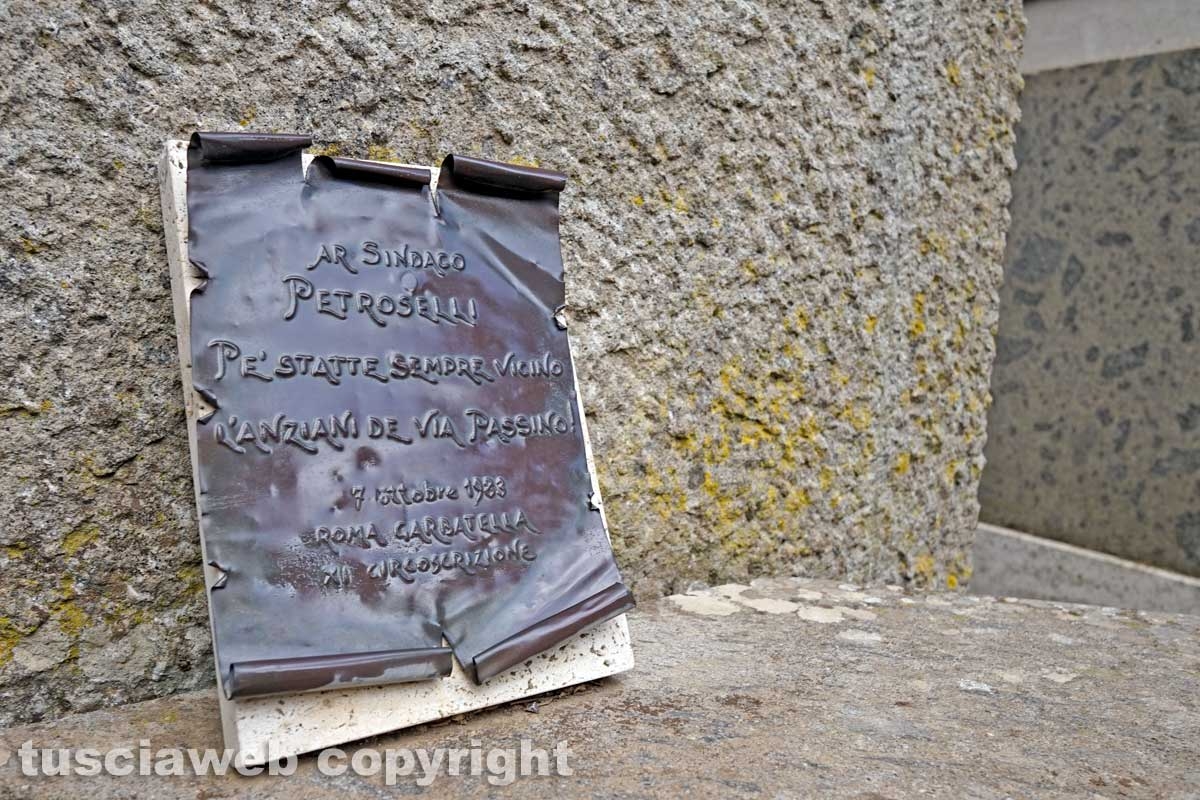 AR SINDACO
PETROSELLI
PE' STATTE SEMPRE VICINO
L'ANZIANI DE VIA PASSINO!
7 ottobre 1983
ROMA GARBATELLA
XI CIRCOSCRIZIONE
tusciaweb copyright